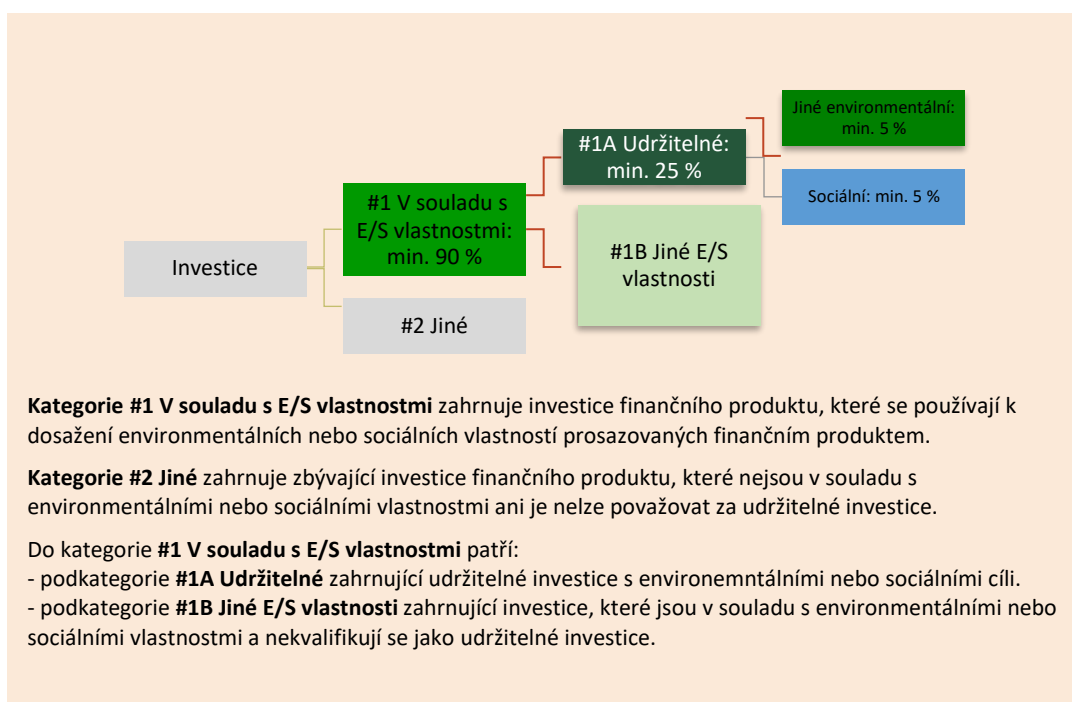 Jiné environmentální:
min. 5 %
#1A Udržitelné:
min. 25 %
Sociální: min. 5 %
#1 V souladu s
E/S vlastnostmi:
min. 90 %
#1B Jiné E/S
vlastnosti
Investice
#2 Jiné
Kategorie #1 V souladu s E/S vlastnostmi zahrnuje investice finančního produktu, které se používají k
dosažení environmentálních nebo sociálních vlastností prosazovaných finančním produktem.
Kategorie #2 Jiné zahrnuje zbývající investice finančního produktu, které nejsou v souladu s
environmentálními nebo sociálními vlastnostmi ani je nelze považovat za udržitelné investice.
Do kategorie #1 V souladu s E/S vlastnostmi patří:
- podkategorie #1A Udržitelné zahrnující udržitelné investice s environemntálními nebo sociálními cíli.
- podkategorie #1B Jiné E/S vlastnosti zahrnující investice, které jsou v souladu s environmentálními nebo
sociálními vlastnostmi a nekvalifikují se jako udržitelné investice.